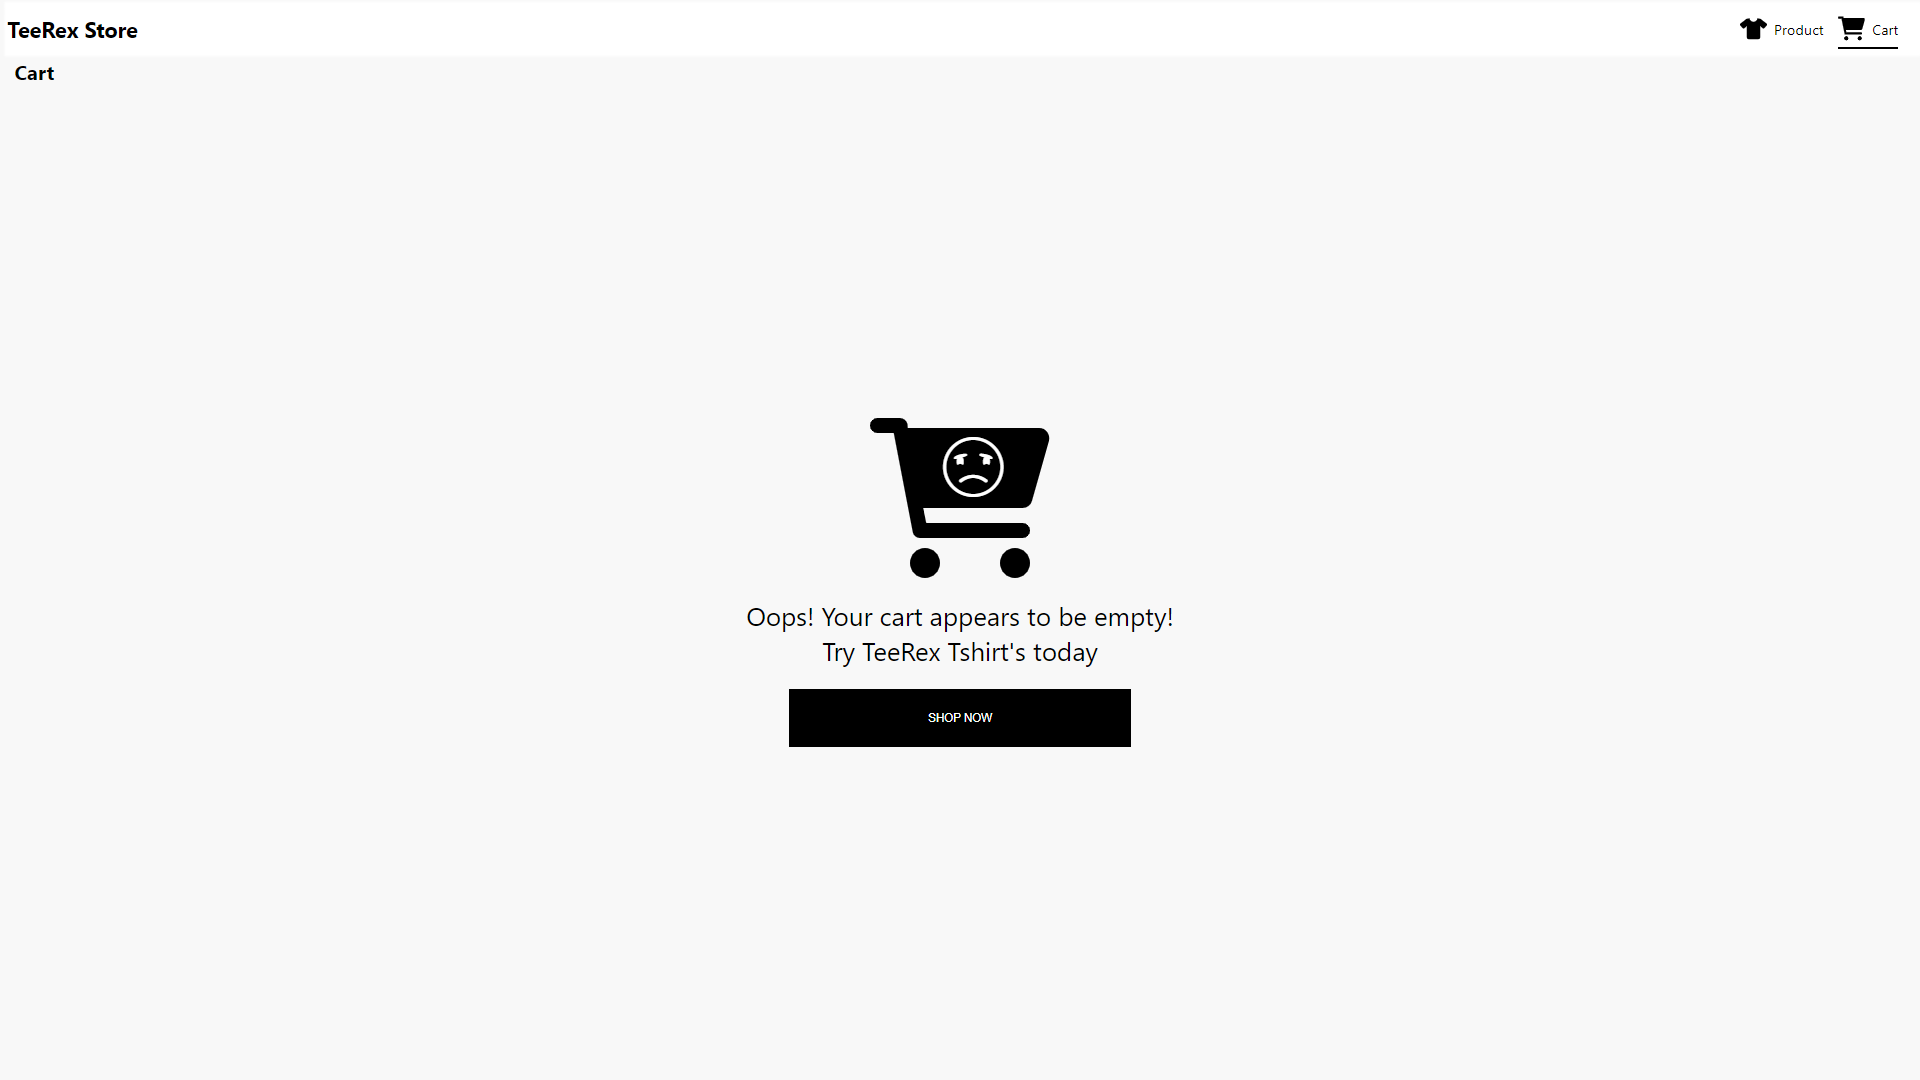 TeeRex Store
Product
Cart
Cart
Oops! Your cart appears to be empty!
Try TeeRex Tshirt's today
SHOP NOW